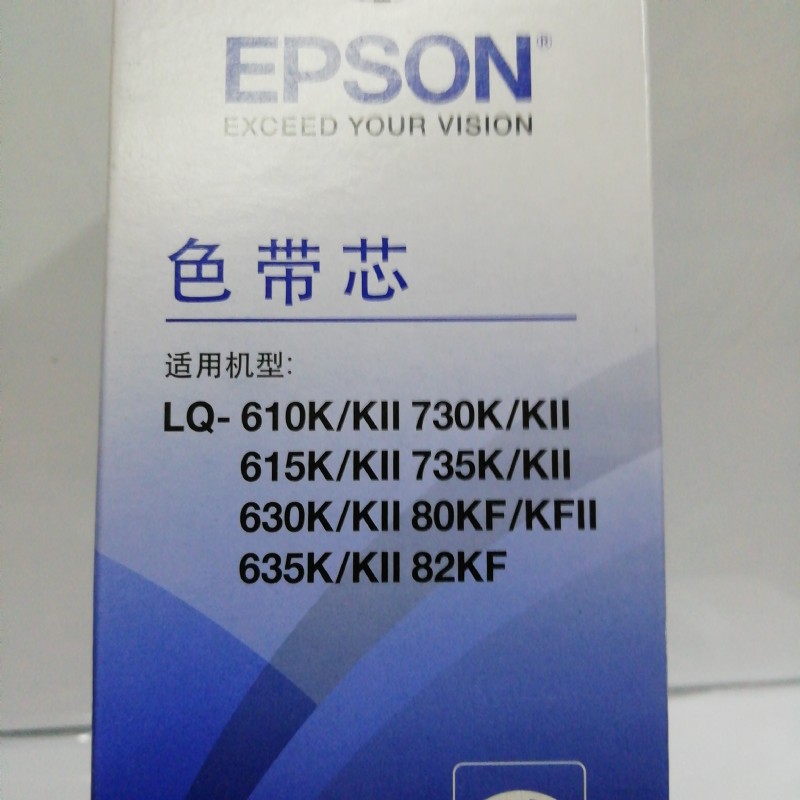 EPSON®
EXCEED YOUR VISION
色带芯
适用机型:
LQ- 610K/KII 730K/KII
615K/KII 735K/KII
630K/KII 80KF/KFII
635K/KII 82KF